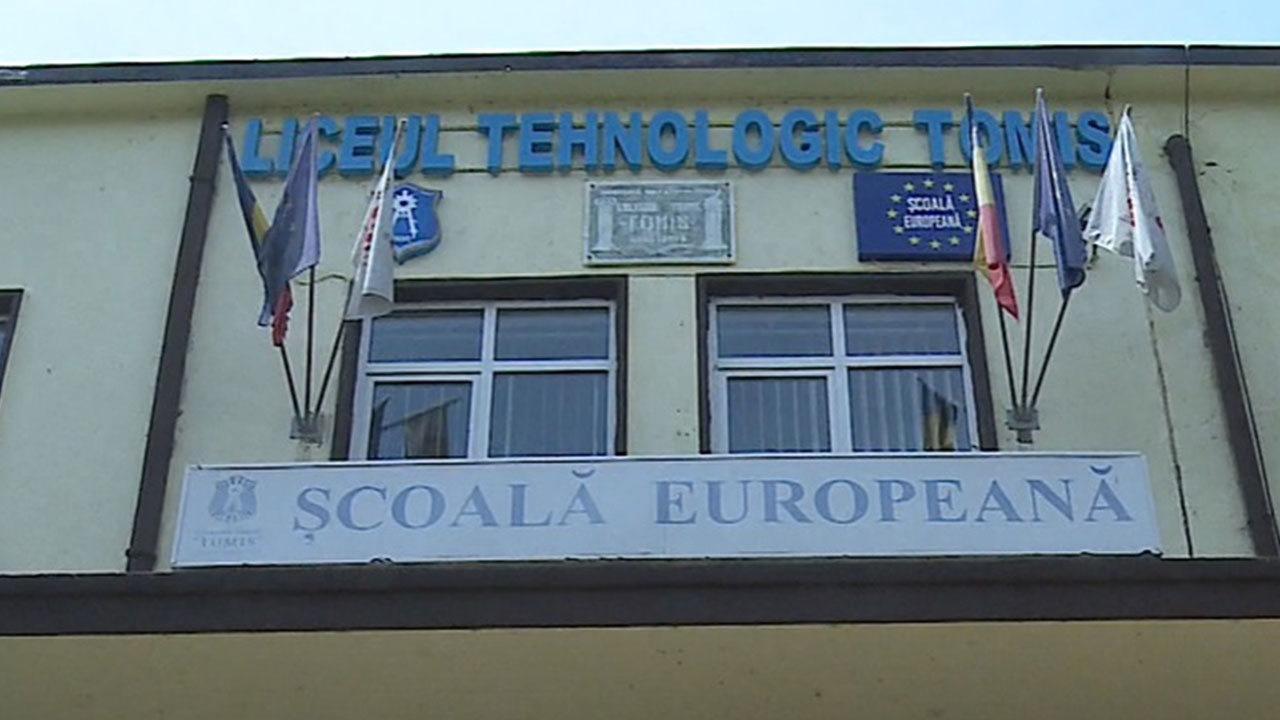 LICEUL TEHNOLOGIC TOMIS
TOMIS
ȘCOALĂ
EUROPEANĂ
ȘCOALĂ EUROPEANĂ
TOMIS